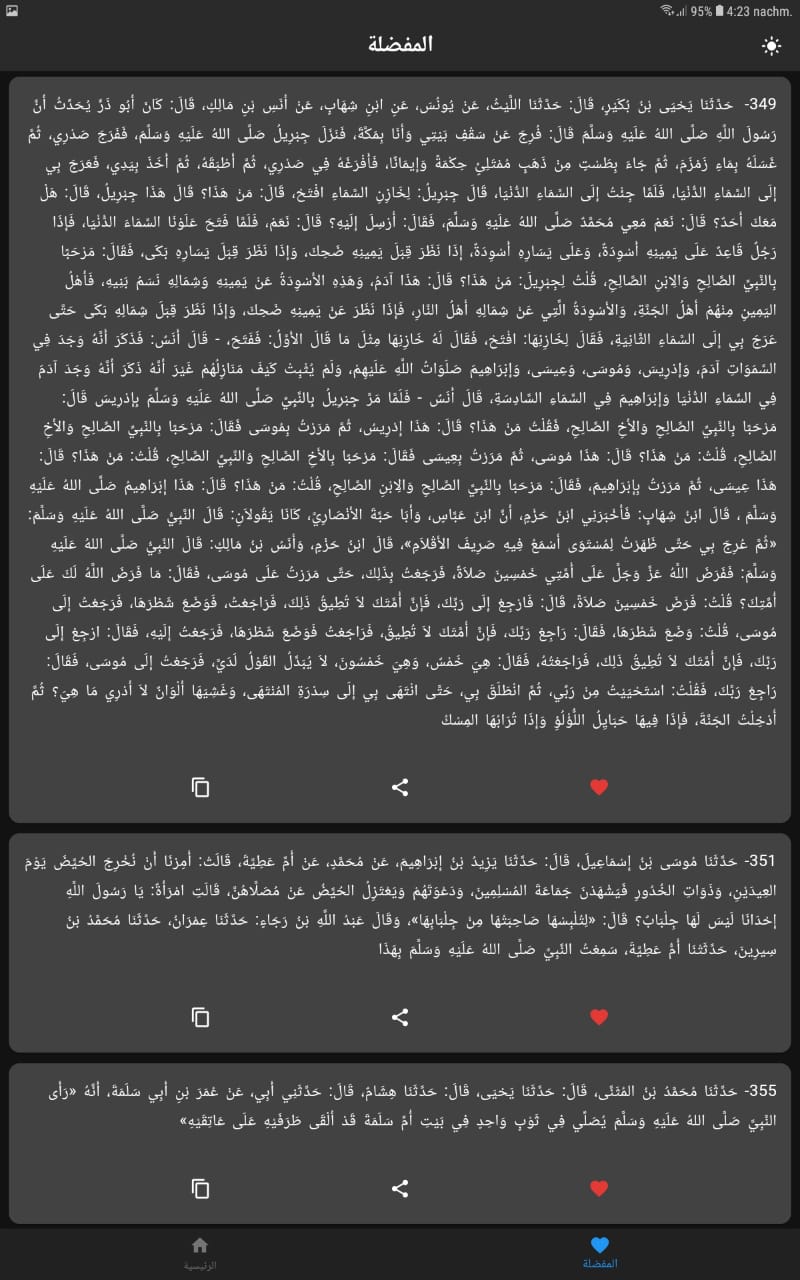 95% 4:23 nachm.
المفضلة
349- حَدَّثَنَا يَحْيَى بْنُ بُكَيْرٍ، قَالَ: حَدَّثَنَا اللَّيْثُ، عَنْ يُونُسَ، عَنِ ابْنِ شِهَابٍ، عَنْ أَنَسِ بْنِ مَالِكٍ، قَالَ: كَانَ أَبُو ذَرٍّ يُحَدِّثُ أَنَّ
رَسُولَ اللَّهِ صَلَّى اللهُ عَلَيْهِ وَسَلَّمَ قَالَ: فُرِجَ عَنْ سَقْفِ بَيْتِي وَأَنَا بِمَكَّةَ، فَنَزَلَ جِبْرِيلُ صَلَّى اللهُ عَلَيْهِ وَسَلَّمَ، فَفَرَجَ صَدْرِي، ثُمَّ
غَسَلَهُ بِمَاءِ زَمْزَمَ، ثُمَّ جَاءَ بِطَسْتٍ مِنْ ذَهَبٍ مُمْتَلِئٍ حِكْمَةً وَإِيمَانًا، فَأَفْرَغَهُ فِي صَدْرِي، ثُمَّ أَطْبَقَهُ، ثُمَّ أَخَذَ بِيَدِي، فَعَرَجَ بِي
إِلَى السَّمَاءِ الدُّنْيَا، فَلَمَّا جِئْتُ إِلَى السَّمَاءِ الدُّنْيَا، قَالَ جِبْرِيلُ: لِخَازِنِ السَّمَاءِ افْتَحْ، قَالَ: مَنْ هَذَا؟ قَالَ هَذَا جِبْرِيلُ، قَالَ: هَلْ
مَعَكَ أَحَدٌ؟ قَالَ: نَعَمْ مَعِي مُحَمَّدٌ صَلَّى اللهُ عَلَيْهِ وَسَلَّمَ، فَقَالَ: أُرْسِلَ إِلَيْهِ؟ قَالَ: نَعَمْ، فَلَمَّا فَتَحَ عَلَوْنَا السَّمَاءَ الدُّنْيَا، فَإِذَا
رَجُلٌ قَاعِدٌ عَلَى يَمِينِهِ أَسْوِدَةٌ، وَعَلَى يَسَارِهِ أَسْوِدَةٌ، إِذَا نَظَرَ قِبَلَ يَمِينِهِ ضَحِكَ، وَإِذَا نَظَرَ قِبَلَ يَسَارِهِ بَكَى، فَقَالَ: مَرْحَبًا
بِالنَّبِيِّ الصَّالِحِ وَالِابْنِ الصَّالِحِ، قُلْتُ لِجِبْرِيلَ: مَنْ هَذَا؟ قَالَ: هَذَا آدَمُ، وَهَذِهِ الأَسْوِدَةُ عَنْ يَمِينِهِ وَشِمَالِهِ نَسَمُ بَنِيهِ، فَأَهْلُ
اليَمِينِ مِنْهُمْ أَهْلُ الجَنَّةِ، وَالأَسْوِدَةُ الَّتِي عَنْ شِمَالِهِ أَهْلُ النَّارِ، فَإِذَا نَظَرَ عَنْ يَمِينِهِ ضَحِكَ، وَإِذَا نَظَرَ قِبَلَ شِمَالِهِ بَكَى حَتَّى
عَرَجَ بِي إِلَى السَّمَاءِ الثَّانِيَةِ، فَقَالَ لِخَازِنِهَا: افْتَحْ، فَقَالَ لَهُ خَازِنِهَا مِثْلَ مَا قَالَ الأَوَّلُ: فَفَتَحَ، - قَالَ أَنَسٌ: فَذَكَرَ أَنَّهُ وَجَدَ فِي
السَّمَوَاتِ آدَمَ، وَإِدْرِيسَ، وَمُوسَى، وَعِيسَى، وَإِبْرَاهِيمَ صَلَوَاتُ اللَّهِ عَلَيْهِمْ، وَلَمْ يُثْبِتْ كَيْفَ مَنَازِلُهُمْ غَيْرَ أَنَّهُ ذَكَرَ أَنَّهُ وَجَدَ آدَمَ
فِي السَّمَاءِ الدُّنْيَا وَإِبْرَاهِيمَ فِي السَّمَاءِ السَّادِسَةِ، قَالَ أَنَسٌ - فَلَمَّا مَرَّ جِبْرِيلُ بِالنَّبِيِّ صَلَّى اللهُ عَلَيْهِ وَسَلَّمَ بِإِدْرِيسَ قَالَ:
مَرْحَبًا بِالنَّبِيِّ الصَّالِحِ وَالأَخِ الصَّالِحِ، فَقُلْتُ مَنْ هَذَا؟ قَالَ: هَذَا إِدْرِيسُ، ثُمَّ مَرَرْتُ بِمُوسَى فَقَالَ: مَرْحَبًا بِالنَّبِيِّ الصَّالِحِ وَالأَخِ
الصَّالِحِ، قُلْتُ: مَنْ هَذَا؟ قَالَ: هَذَا مُوسَى، ثُمَّ مَرَرْتُ بِعِيسَى فَقَالَ: مَرْحَبًا بِالأَخِ الصَّالِحِ وَالنَّبِيِّ الصَّالِحِ، قُلْتُ: مَنْ هَذَا؟ قَالَ:
هَذَا عِيسَى، ثُمَّ مَرَرْتُ بِإِبْرَاهِيمَ، فَقَالَ: مَرْحَبًا بِالنَّبِيِّ الصَّالِحِ وَالِابْنِ الصَّالِحِ، قُلْتُ: مَنْ هَذَا؟ قَالَ: هَذَا إِبْرَاهِيمُ صَلَّى اللهُ عَلَيْهِ
وَسَلَّمَ ، قَالَ ابْنُ شِهَابٍ: فَأَخْبَرَنِي ابْنُ حَزْمٍ، أَنَّ ابْنَ عَبَّاسٍ، وَأَبَا حَبَّةَ الأَنْصَارِيَّ، كَانَا يَقُولاَنِ: قَالَ النَّبِيُّ صَلَّى اللهُ عَلَيْهِ وَسَلَّمَ:
«ثُمَّ عُرِجَ بِي حَتَّى ظَهَرْتُ لِمُسْتَوَى أَسْمَعُ فِيهِ صَرِيفَ الأَقْلاَمِ»، قَالَ ابْنُ حَزْمٍ، وَأَنَسُ بْنُ مَالِكٍ: قَالَ النَّبِيُّ صَلَّى اللهُ عَلَيْهِ
وَسَلَّمَ: فَفَرَضَ اللَّهُ عَزَّ وَجَلَّ عَلَى أُمَّتِي خَمْسِينَ صَلاَةً، فَرَجَعْتُ بِذَلِكَ، حَتَّى مَرَرْتُ عَلَى مُوسَى، فَقَالَ: مَا فَرَضَ اللَّهُ لَكَ عَلَى
أُمَّتِكَ؟ قُلْتُ: فَرَضَ خَمْسِينَ صَلاَةً، قَالَ: فَارْجِعْ إِلَى رَبِّكَ، فَإِنَّ أُمَّتَكَ لاَ تُطِيقُ ذَلِكَ، فَرَاجَعْتُ، فَوَضَعَ شَطْرَهَا، فَرَجَعْتُ إِلَى
مُوسَى، قُلْتُ: وَضَعَ شَطْرَهَا، فَقَالَ: رَاجِعْ رَبَّكَ، فَإِنَّ أُمَّتَكَ لاَ تُطِيقُ، فَرَاجَعْتُ فَوَضَعَ شَطْرَهَا، فَرَجَعْتُ إِلَيْهِ، فَقَالَ: ارْجِعْ إِلَى
رَبِّكَ، فَإِنَّ أُمَّتَكَ لاَ تُطِيقُ ذَلِكَ، فَرَاجَعْتُهُ، فَقَالَ: هِيَ خَمْسٌ، وَهِيَ خَمْسُونَ، لاَ يُبَدَّلُ القَوْلُ لَدَيَّ، فَرَجَعْتُ إِلَى مُوسَى، فَقَالَ:
رَاجِعْ رَبَّكَ، فَقُلْتُ: اسْتَحْيَيْتُ مِنْ رَبِّي، ثُمَّ انْطَلَقَ بِي، حَتَّى انْتَهَى بِي إِلَى سِدْرَةِ المُنْتَهَى، وَغَشِيَهَا أَلْوَانٌ لاَ أَدْرِي مَا هِيَ؟ ثُمَّ
أُدْخِلْتُ الجَنَّةَ، فَإِذَا فِيهَا حَبَايِلُ اللُّؤْلُؤِ وَإِذَا تُرَابُهَا المِسْكُ
351- حَدَّثَنَا مُوسَى بْنُ إِسْمَاعِيلَ، قَالَ: حَدَّثَنَا يَزِيدُ بْنُ إِبْرَاهِيمَ، عَنْ مُحَمَّدٍ، عَنْ أُمِّ عَطِيَّةَ، قَالَتْ: أُمِرْنَا أَنْ نُخْرِجَ الحُيَّضَ يَوْمَ
العِيدَيْنِ، وَذَوَاتِ الخُدُورِ فَيَشْهَدْنَ جَمَاعَةَ المُسْلِمِينَ، وَدَعْوَتَهُمْ وَيَعْتَزِلُ الحُيَّضُ عَنْ مُصَلَّاهُنَّ، قَالَتِ امْرَأَةٌ: يَا رَسُولَ اللَّهِ
إِحْدَانَا لَيْسَ لَهَا جِلْبَابٌ؟ قَالَ: «لِتُلْبِسْهَا صَاحِبَتُهَا مِنْ جِلْبَابِهَا»، وَقَالَ عَبْدُ اللَّهِ بْنُ رَجَاءٍ: حَدَّثَنَا عِمْرَانُ، حَدَّثَنَا مُحَمَّدُ بْنُ
سِيرِينَ، حَدَّثَتْنَا أُمُّ عَطِيَّةَ، سَمِعْتُ النَّبِيَّ صَلَّى اللهُ عَلَيْهِ وَسَلَّمَ بِهَذَا
355- حَدَّثَنَا مُحَمَّدُ بْنُ المُثَنَّى، قَالَ: حَدَّثَنَا يَحْيَى، قَالَ: حَدَّثَنَا هِشَامٌ، قَالَ: حَدَّثَنِي أَبِي، عَنْ عُمَرَ بْنِ أَبِي سَلَمَةَ، أَنَّهُ «رَأَى
النَّبِيَّ صَلَّى اللهُ عَلَيْهِ وَسَلَّمَ يُصَلِّي فِي ثَوْبٍ وَاحِدٍ فِي بَيْتِ أُمِّ سَلَمَةَ قَدْ أَلْقَى طَرَفَيْهِ عَلَى عَاتِقَيْهِ»
المفضلة
الرئيسية